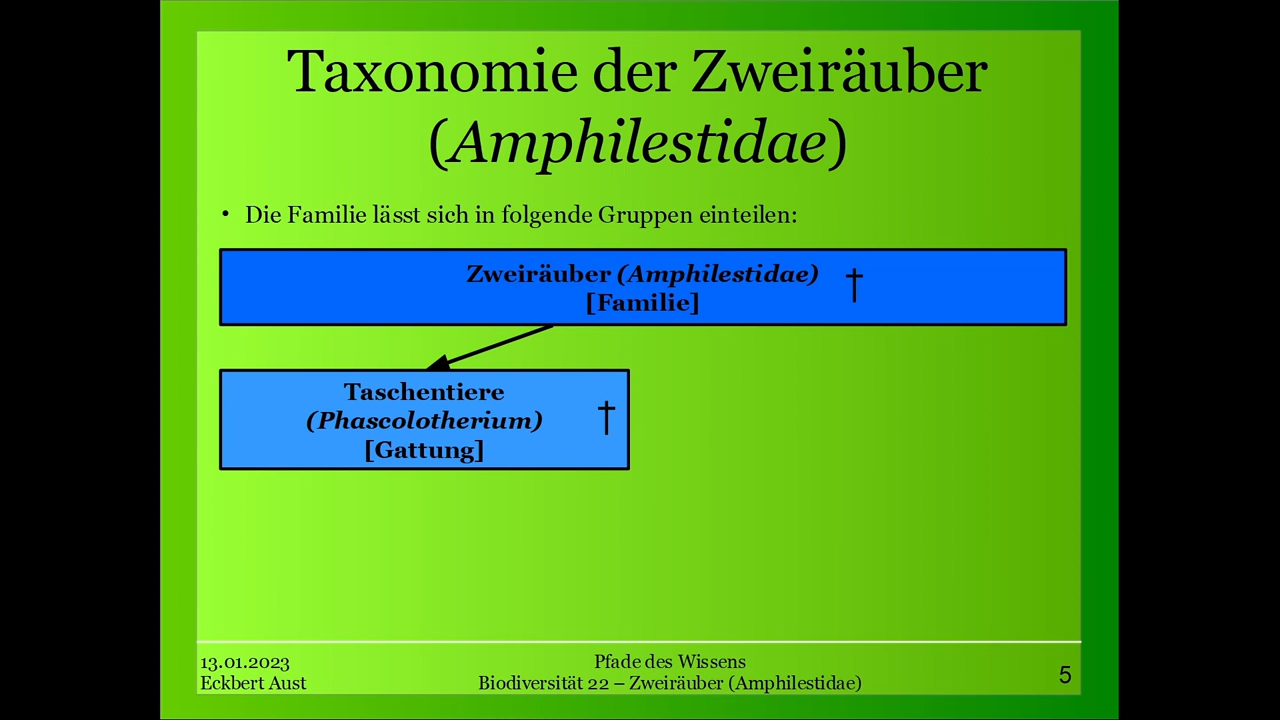 Taxonomie der Zweiräuber
(Amphilestidae)
• Die Familie lässt sich in folgende Gruppen einteilen:
Zweiräuber (Amphilestidae) †
[Familie]
Taschentiere
(Phascolotherium) †
[Gattung]
13.01.2023
Eckbert Aust
Pfade des Wissens
Biodiversität 22 – Zweiräuber (Amphilestidae)
5